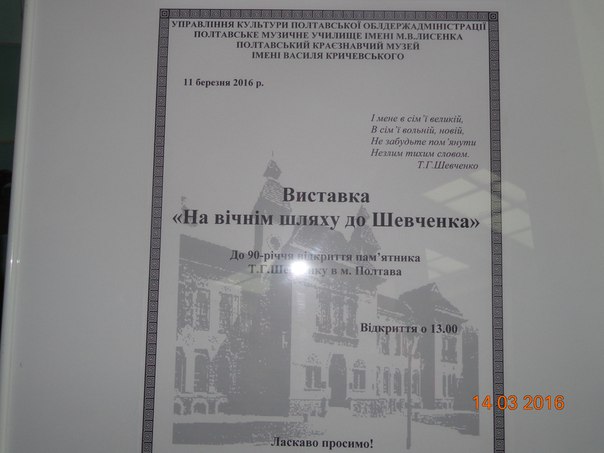 УПРАВЛІННЯ КУЛЬТУРИ ПОЛТАВСЬКОЇ ОБЛДЕРЖАДМІНІСТРАЦІЇ
ПОЛТАВСЬКЕ МУЗИЧНЕ УЧИЛИЩЕ ІМЕНІ М.В.ЛИСЕНКА
ПОЛТАВСЬКИЙ КРАЄЗНАВЧИЙ МУЗЕЙ
ІМЕНІ ВАСИЛЯ КРИЧЕВСЬКОГО
11 березня 2016 р.
І мене в сім’ї великій,
В сім’ї вольній, новій,
Не забудьте пом’янути
Незлим тихим словом.
Т.Г.Шевченко
Виставка
«На вічнім шляху до Шевченка»
До 90-річчя відкриття пам’ятника
Т.Г.Шевченку в м. Полтава
Відкриття о 13.00
Ласкаво просимо!
14 03 2016